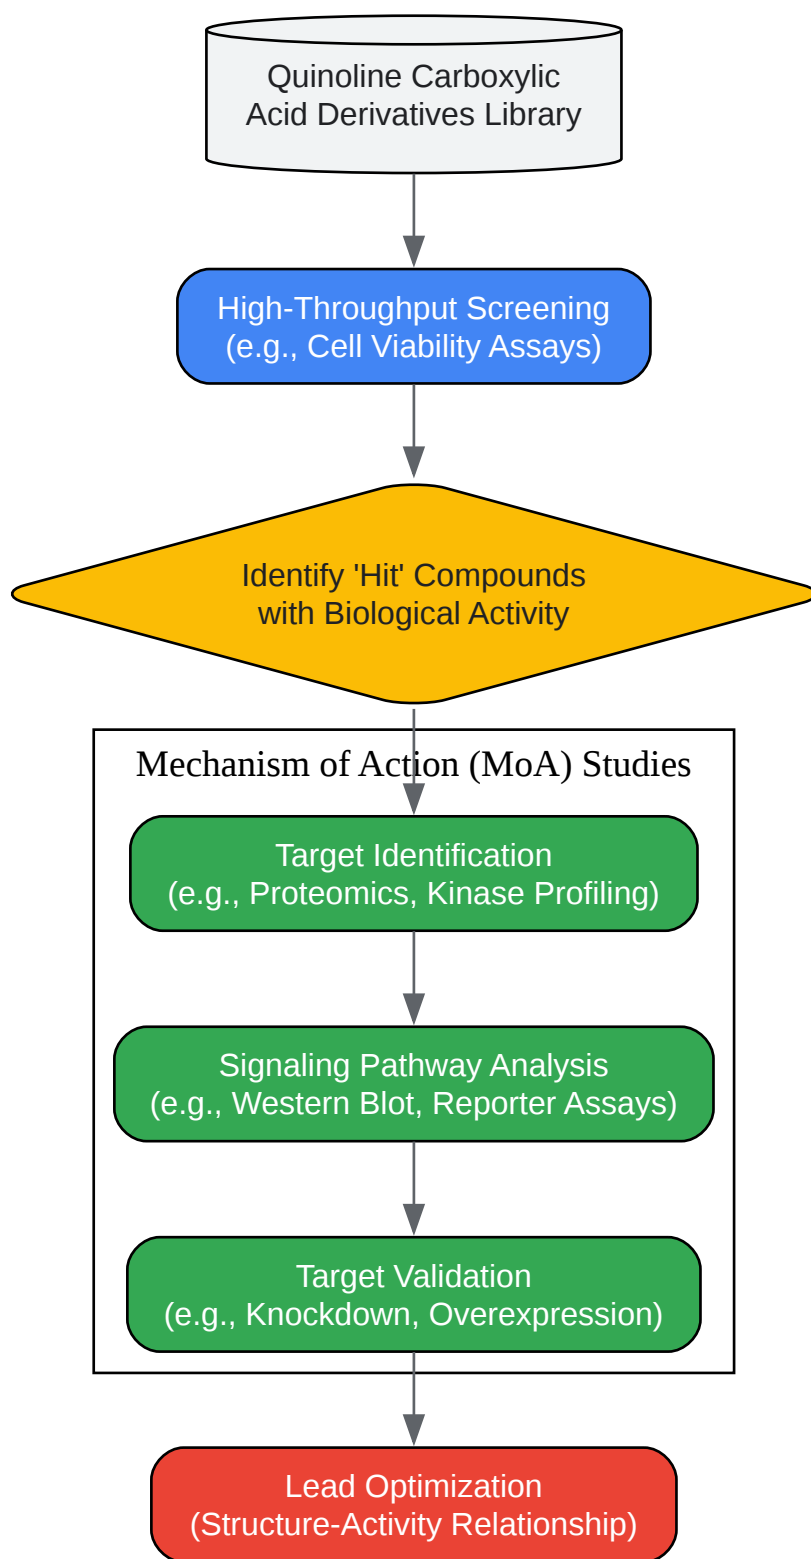 Quinoline Carboxylic
Acid Derivatives Library
High-Throughput Screening
(e.g., Cell Viability Assays)
Identify 'Hit' Compounds
with Biological Activity
Mechanism of Action (MoA) Studies
Target Identification
(e.g., Proteomics, Kinase Profiling)
Signaling Pathway Analysis
(e.g., Western Blot, Reporter Assays)
Target Validation
(e.g., Knockdown, Overexpression)
Lead Optimization
(Structure-Activity Relationship)